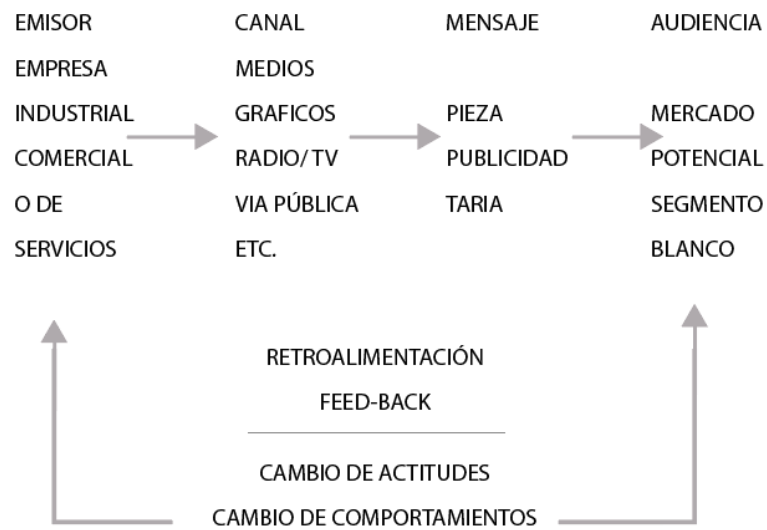 EMISOR CANAL MENSAJE AUDIENCIA
EMPRESA MEDIOS
INDUSTRIAL GRAFICOS PIEZA MERCADO
COMERCIAL RADIO/ TV PUBLICIDAD POTENCIAL
O DE VIA PÚBLICA TARIA SEGMENTO
SERVICIOS ETC. BLANCO
RETROALIMENTACIÓN
FEED-BACK
CAMBIO DE ACTITUDES
CAMBIO DE COMPORTAMIENTOS